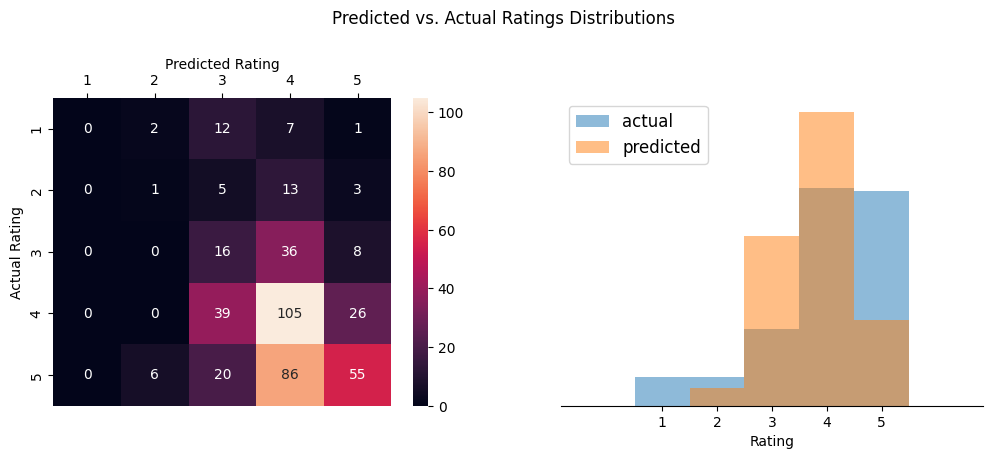 Predicted vs. Actual Ratings Distributions
Predicted Rating
1 2 3 4 5
Actual Rating
1 0 2 12 7 1
2 0 1 5 13 3
3 0 0 16 36 8
4 0 0 39 105 26
5 0 6 20 86 55
100
80
60
40
20
0
actual
predicted
1 2 3 4 5
Rating